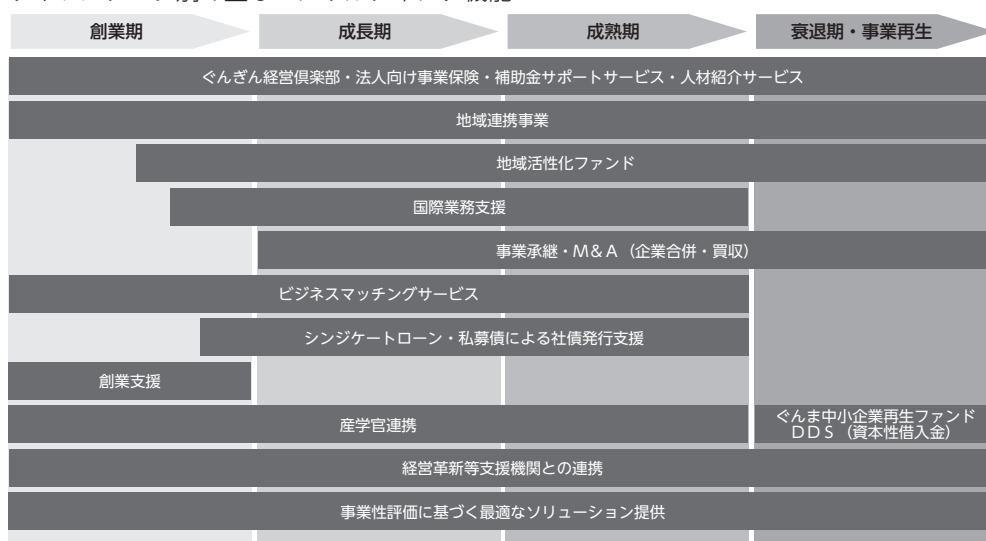 創業期
成長期
成熟期
衰退期・事業再生
ぐんぎん経営倶楽部・法人向け事業保険・補助金サポートサービス・人材紹介サービス
地域連携事業
地域活性化ファンド
国際業務支援
事業承継・M&A（企業合併・買収）
ビジネスマッチングサービス
シンジケートローン・私募債による社債発行支援
創業支援
産学官連携
ぐんま中小企業再生ファンド
DDS（資本性借入金）
経営革新等支援機関との連携
事業性評価に基づく最適なソリューション提供